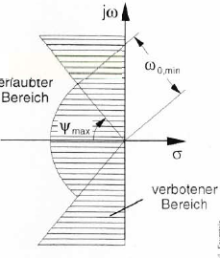 jω
erlaubter
Bereich
ω0,min
Ψmax
σ
verbotener
Bereich